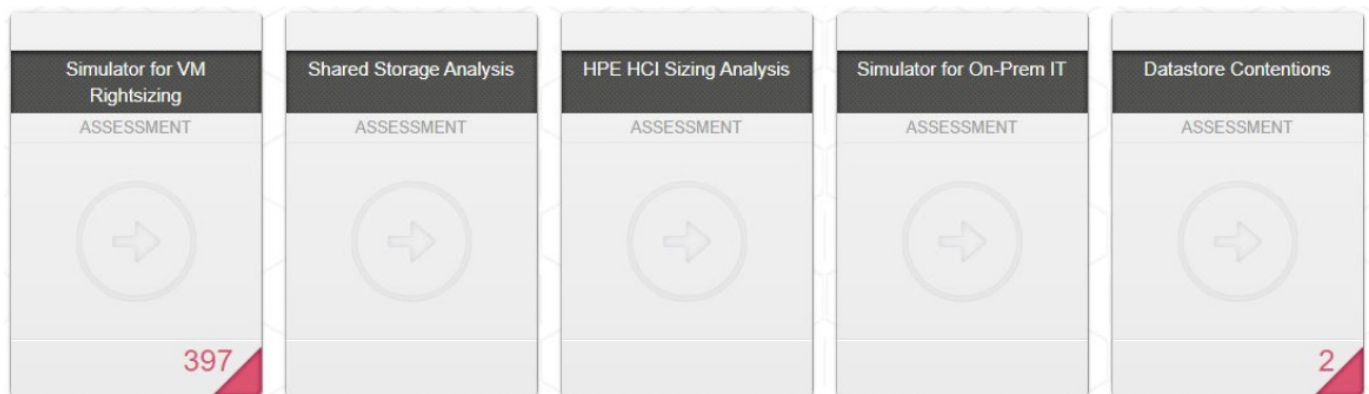 Simulator for VM
Rightsizing
ASSESSMENT
397
Shared Storage Analysis
ASSESSMENT
HPE HCI Sizing Analysis
ASSESSMENT
Simulator for On-Prem IT
ASSESSMENT
Datastore Contentions
ASSESSMENT
2